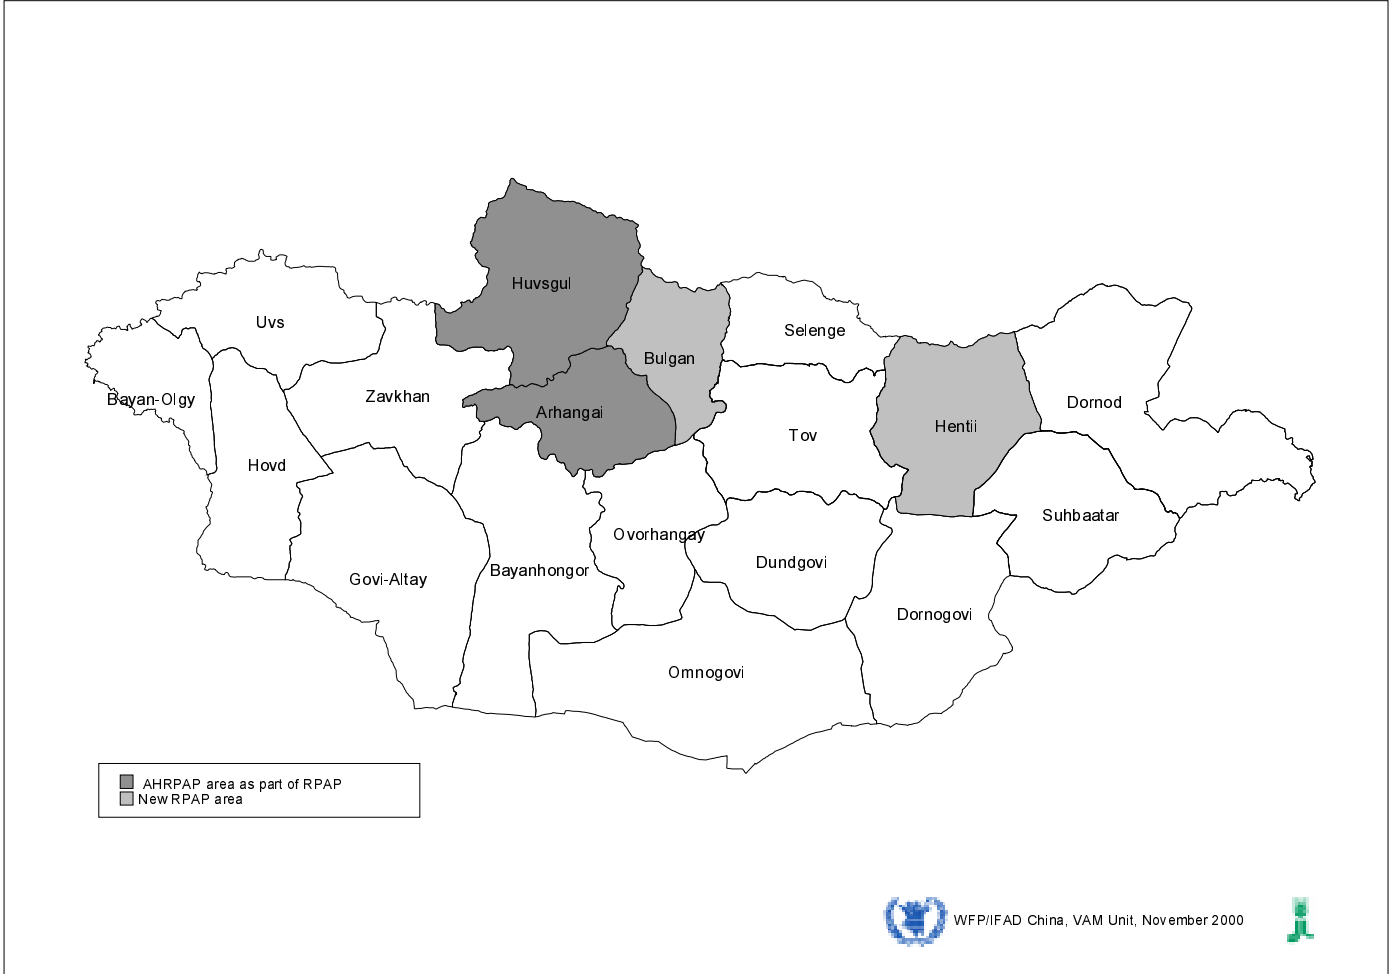 Huvsgul
Uvs
Selenge
Bulgan
Bayan-Olgy
Zavkhan
Arhangai
Dornod
Hentii
Tov
Hovd
Suhbaatar
Ovorhangay
Dundgovi
Bayanhongor
Govi-Altay
Dornogovi
Omnogovi
AHRPAP area as part of RPAP
New RPAP area
WFP/IFAD China, VAM Unit, November 2000